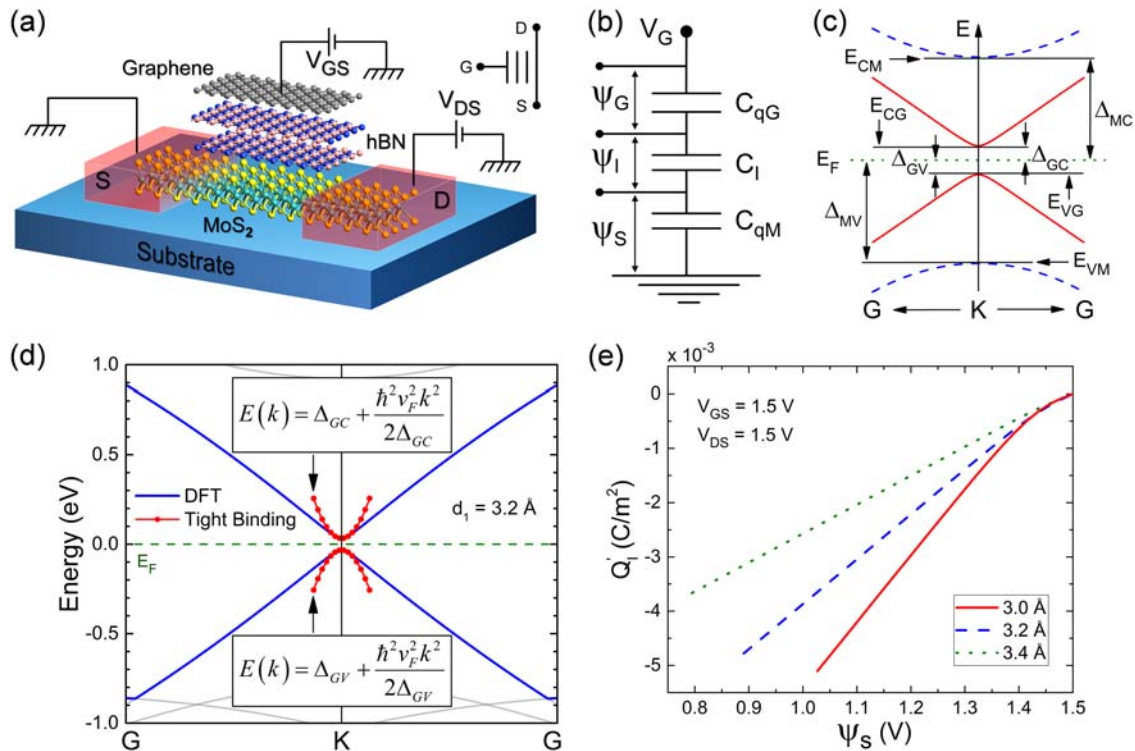 (a)
V_GS
Graphene
D
G
S
V_DS
hBN
S
D
MoS₂
Substrate
(b)
V_G
ψ_G
C_qG
ψ_I
C_I
ψ_S
C_qM
(c)
E
E_CM
E_CG
Δ_MC
E_F
Δ_GV
Δ_GC
Δ_MV
E_VG
E_VM
G
K
G
(d)
1.0
0.5
0.0
-0.5
-1.0
Energy (eV)
E(k) = Δ_GC + ħ²v_F²k² / 2Δ_GC
DFT
Tight Binding
d₁ = 3.2 Å
E_F
E(k) = Δ_GV + ħ²v_F²k² / 2Δ_GV
G
K
G
(e)
x 10⁻³
0
-1
-2
-3
-4
-5
Q'_I (C/m²)
V_GS = 1.5 V
V_DS = 1.5 V
3.0 Å
3.2 Å
3.4 Å
0.8 0.9 1.0 1.1 1.2 1.3 1.4 1.5
ψ_S (V)